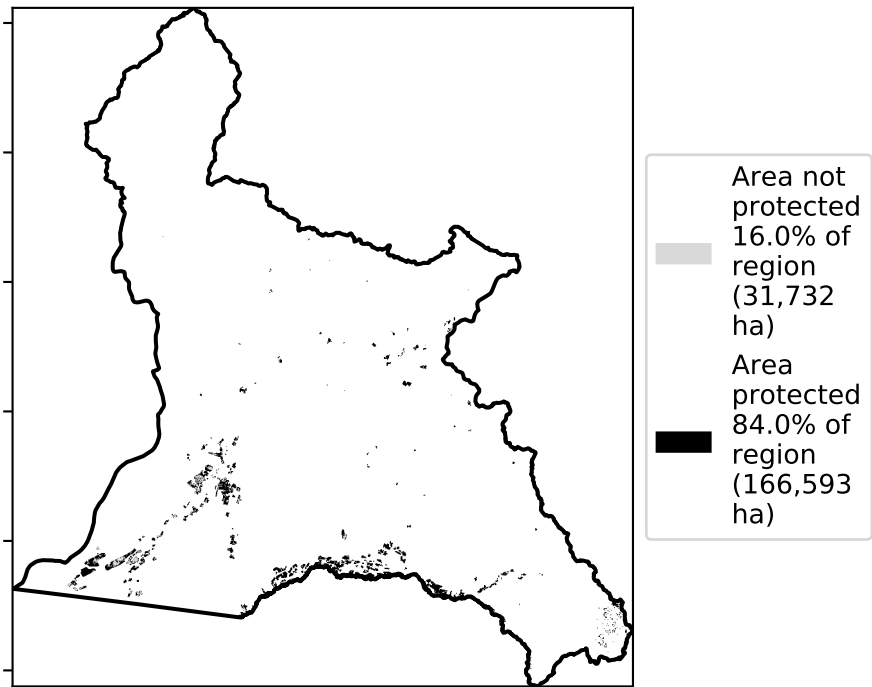 Area not
protected
16.0% of
region
(31,732
ha)
Area
protected
84.0% of
region
(166,593
ha)